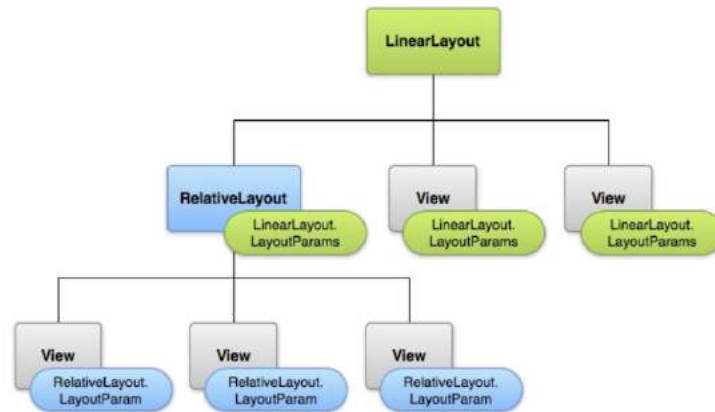 LinearLayout
RelativeLayout
LinearLayout.
LayoutParams
View
LinearLayout.
LayoutParams
View
LinearLayout.
LayoutParams
View
RelativeLayout.
LayoutParam
View
RelativeLayout.
LayoutParam
View
RelativeLayout.
LayoutParam